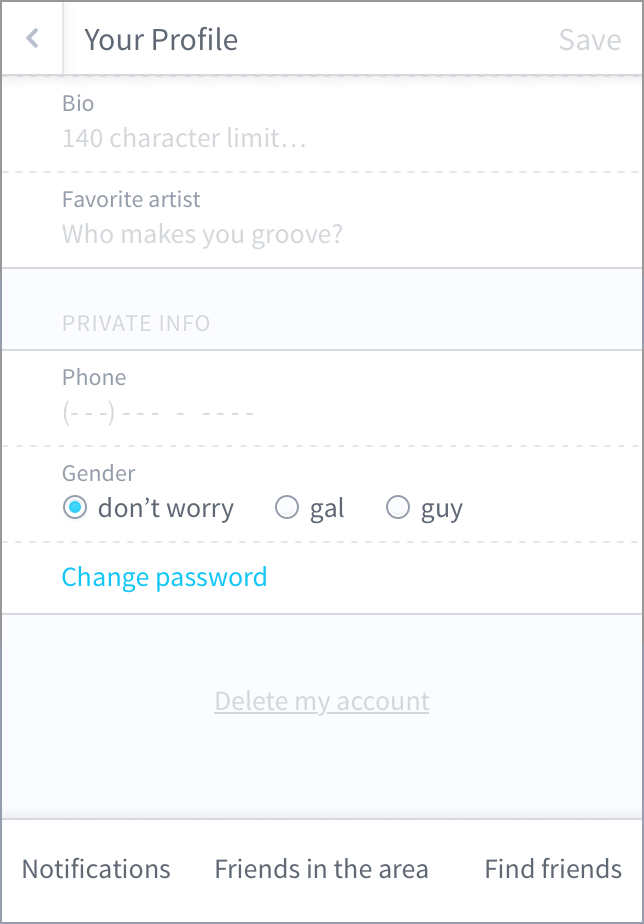 Your Profile Save
Bio
140 character limit…
Favorite artist
Who makes you groove?
PRIVATE INFO
Phone
(- - -) - - - - - - - -
Gender
don’t worry gal guy
Change password
Delete my account
Notifications Friends in the area Find friends